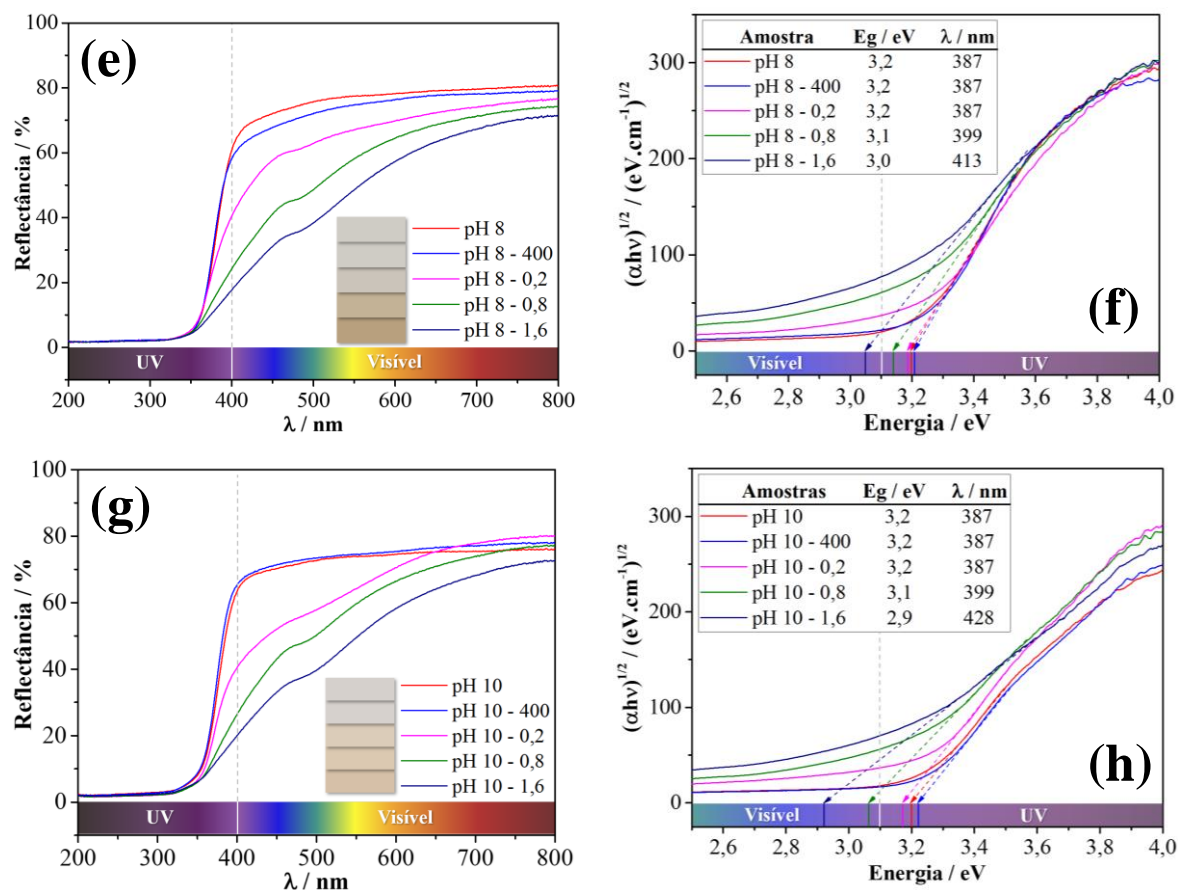 (e)
Reflectância / %
100
80
60
40
20
0
pH 8
pH 8 - 400
pH 8 - 0,2
pH 8 - 0,8
pH 8 - 1,6
UV
Visível
200 300 400 500 600 700 800
λ / nm
(f)
(αhν)^1/2 / (eV.cm^-1)^1/2
300
200
100
0
Amostra Eg / eV λ / nm
pH 8 3,2 387
pH 8 - 400 3,2 387
pH 8 - 0,2 3,2 387
pH 8 - 0,8 3,1 399
pH 8 - 1,6 3,0 413
Visível
UV
2,6 2,8 3,0 3,2 3,4 3,6 3,8 4,0
Energia / eV
(g)
Reflectância / %
100
80
60
40
20
0
pH 10
pH 10 - 400
pH 10 - 0,2
pH 10 - 0,8
pH 10 - 1,6
UV
Visível
200 300 400 500 600 700 800
λ / nm
(h)
(αhν)^1/2 / (eV.cm^-1)^1/2
300
200
100
0
Amostras Eg / eV λ / nm
pH 10 3,2 387
pH 10 - 400 3,2 387
pH 10 - 0,2 3,2 387
pH 10 - 0,8 3,1 399
pH 10 - 1,6 2,9 428
Visível
UV
2,6 2,8 3,0 3,2 3,4 3,6 3,8 4,0
Energia / eV